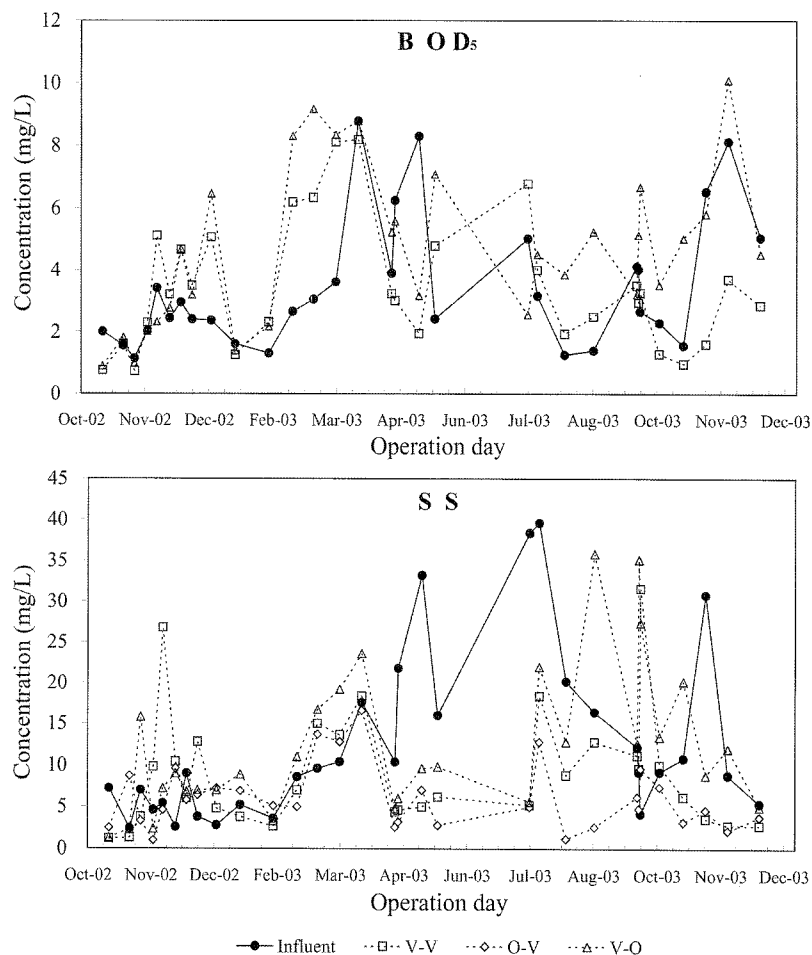 B O D5
Concentration (mg/L)
12
10
8
6
4
2
0
Oct-02 Nov-02 Dec-02 Feb-03 Mar-03 Apr-03 Jun-03 Jul-03 Aug-03 Oct-03 Nov-03 Dec-03
Operation day
S S
Concentration (mg/L)
45
40
35
30
25
20
15
10
5
0
Oct-02 Nov-02 Dec-02 Feb-03 Mar-03 Apr-03 Jun-03 Jul-03 Aug-03 Oct-03 Nov-03 Dec-03
Operation day
Influent V-V O-V V-O